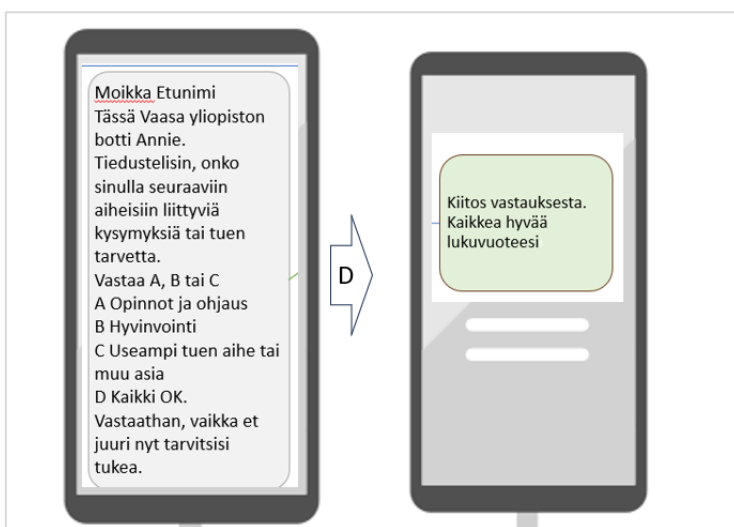 Moikka Etunimi
Tässä Vaasa yliopiston
botti Annie.
Tiedustelisin, onko
sinulla seuraaviin
aiheisiin liittyviä
kysymyksiä tai tuen
tarvetta.
Vastaa A, B tai C
A Opinnot ja ohjaus
B Hyvinvointi
C Useampi tuen aihe tai
muu asia
D Kaikki OK.
Vastaathan, vaikka et
juuri nyt tarvitsisi
tukea.
D
Kiitos vastauksesta.
Kaikkea hyvää
lukuvuoteesi